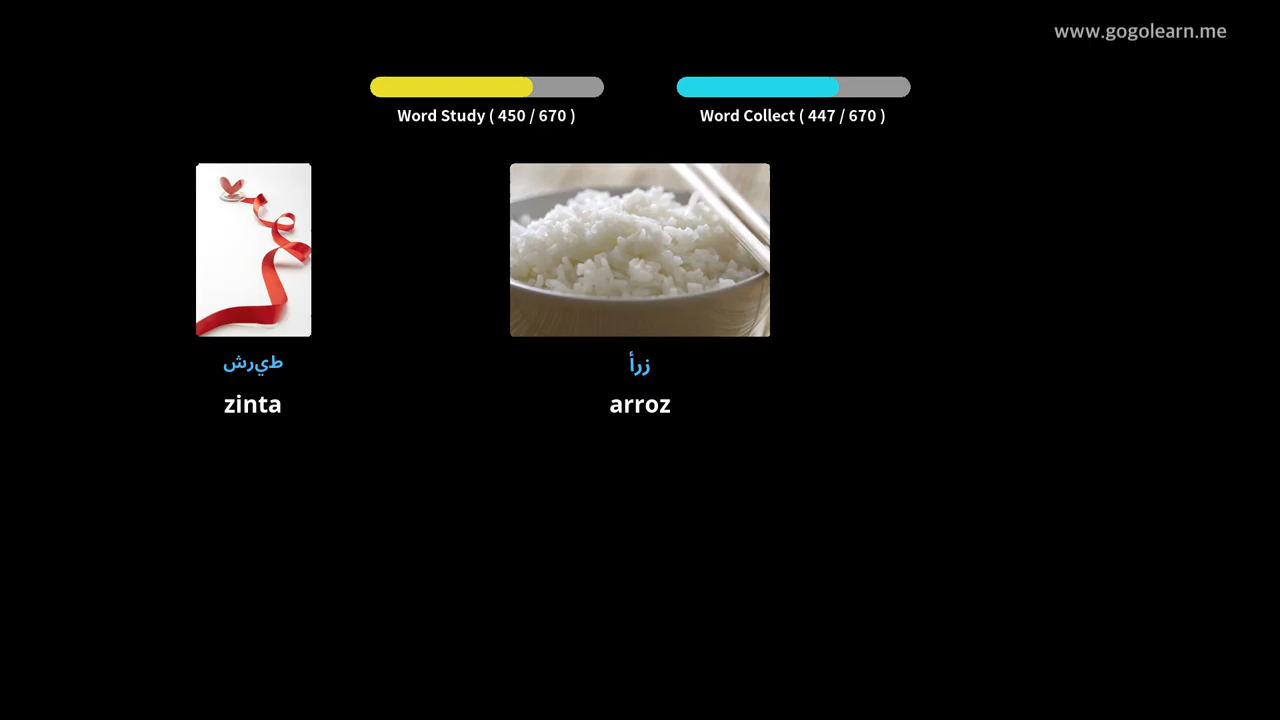 www.gogolearn.me
Word Study ( 450 / 670 )
Word Collect ( 447 / 670 )
طيرش
زرأ
zinta
arroz